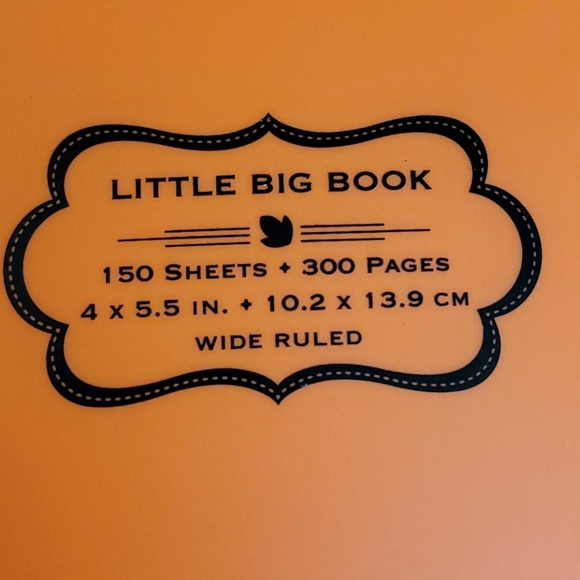 LITTLE BIG BOOK
150 SHEETS + 300 PAGES
4 X 5.5 IN. + 10.2 X 13.9 CM
WIDE RULED